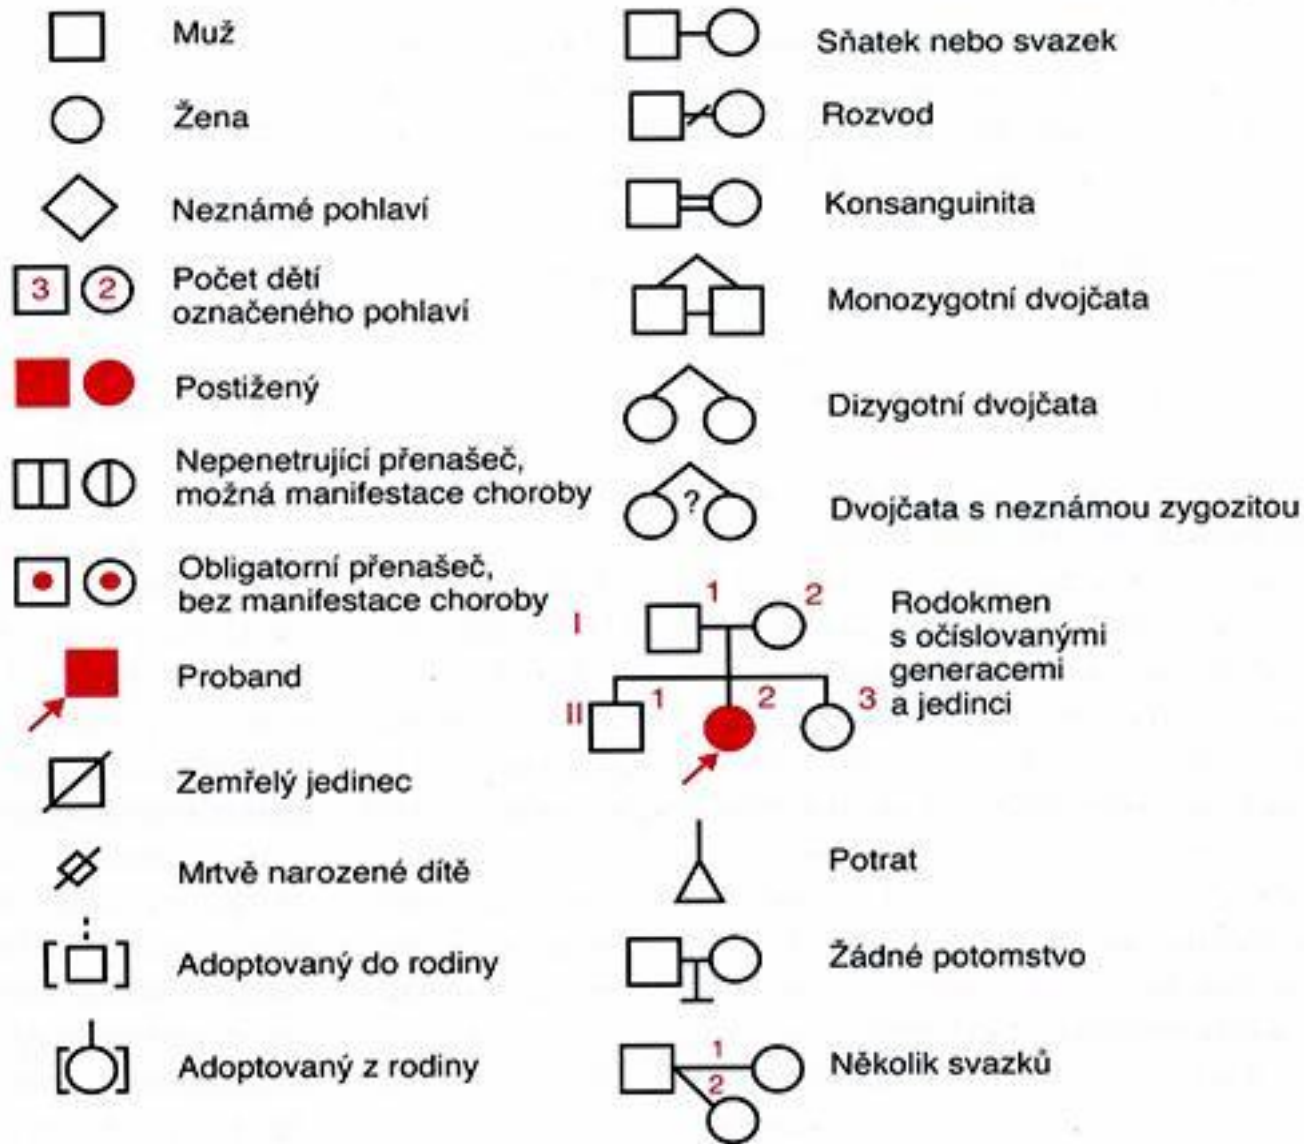 Muž
Žena
Neznámé pohlaví
3 2 Počet dětí
označeného pohlaví
Postižený
Nepenetrující přenašeč,
možná manifestace choroby
Obligatorní přenašeč,
bez manifestace choroby
Proband
Zemřelý jedinec
Mrtvě narozené dítě
Adoptovaný do rodiny
Adoptovaný z rodiny
Sňatek nebo svazek
Rozvod
Konsanguinita
Monozygotní dvojčata
Dizygotní dvojčata
? Dvojčata s neznámou zygozitou
I 1 2
II 1 2 3
Rodokmen
s očíslovanými
generacemi
a jedinci
Potrat
Žádné potomstvo
1
2
Několik svazků